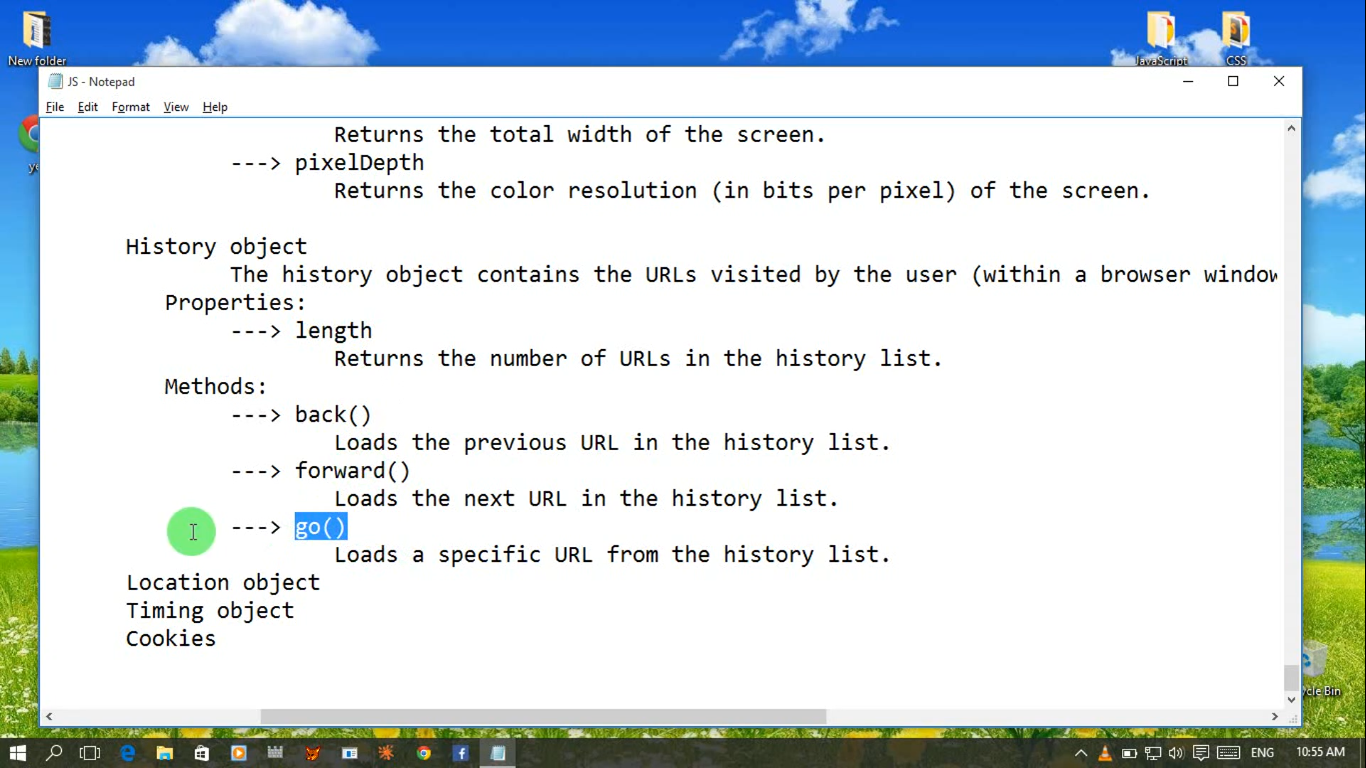 New folder
JavaScript
CSS
JS - Notepad
File Edit Format View Help
Returns the total width of the screen.
---> pixelDepth
Returns the color resolution (in bits per pixel) of the screen.
History object
The history object contains the URLs visited by the user (within a browser window
Properties:
---> length
Returns the number of URLs in the history list.
Methods:
---> back()
Loads the previous URL in the history list.
---> forward()
Loads the next URL in the history list.
---> go()
Loads a specific URL from the history list.
Location object
Timing object
Cookies
ycle Bin
ENG
10:55 AM